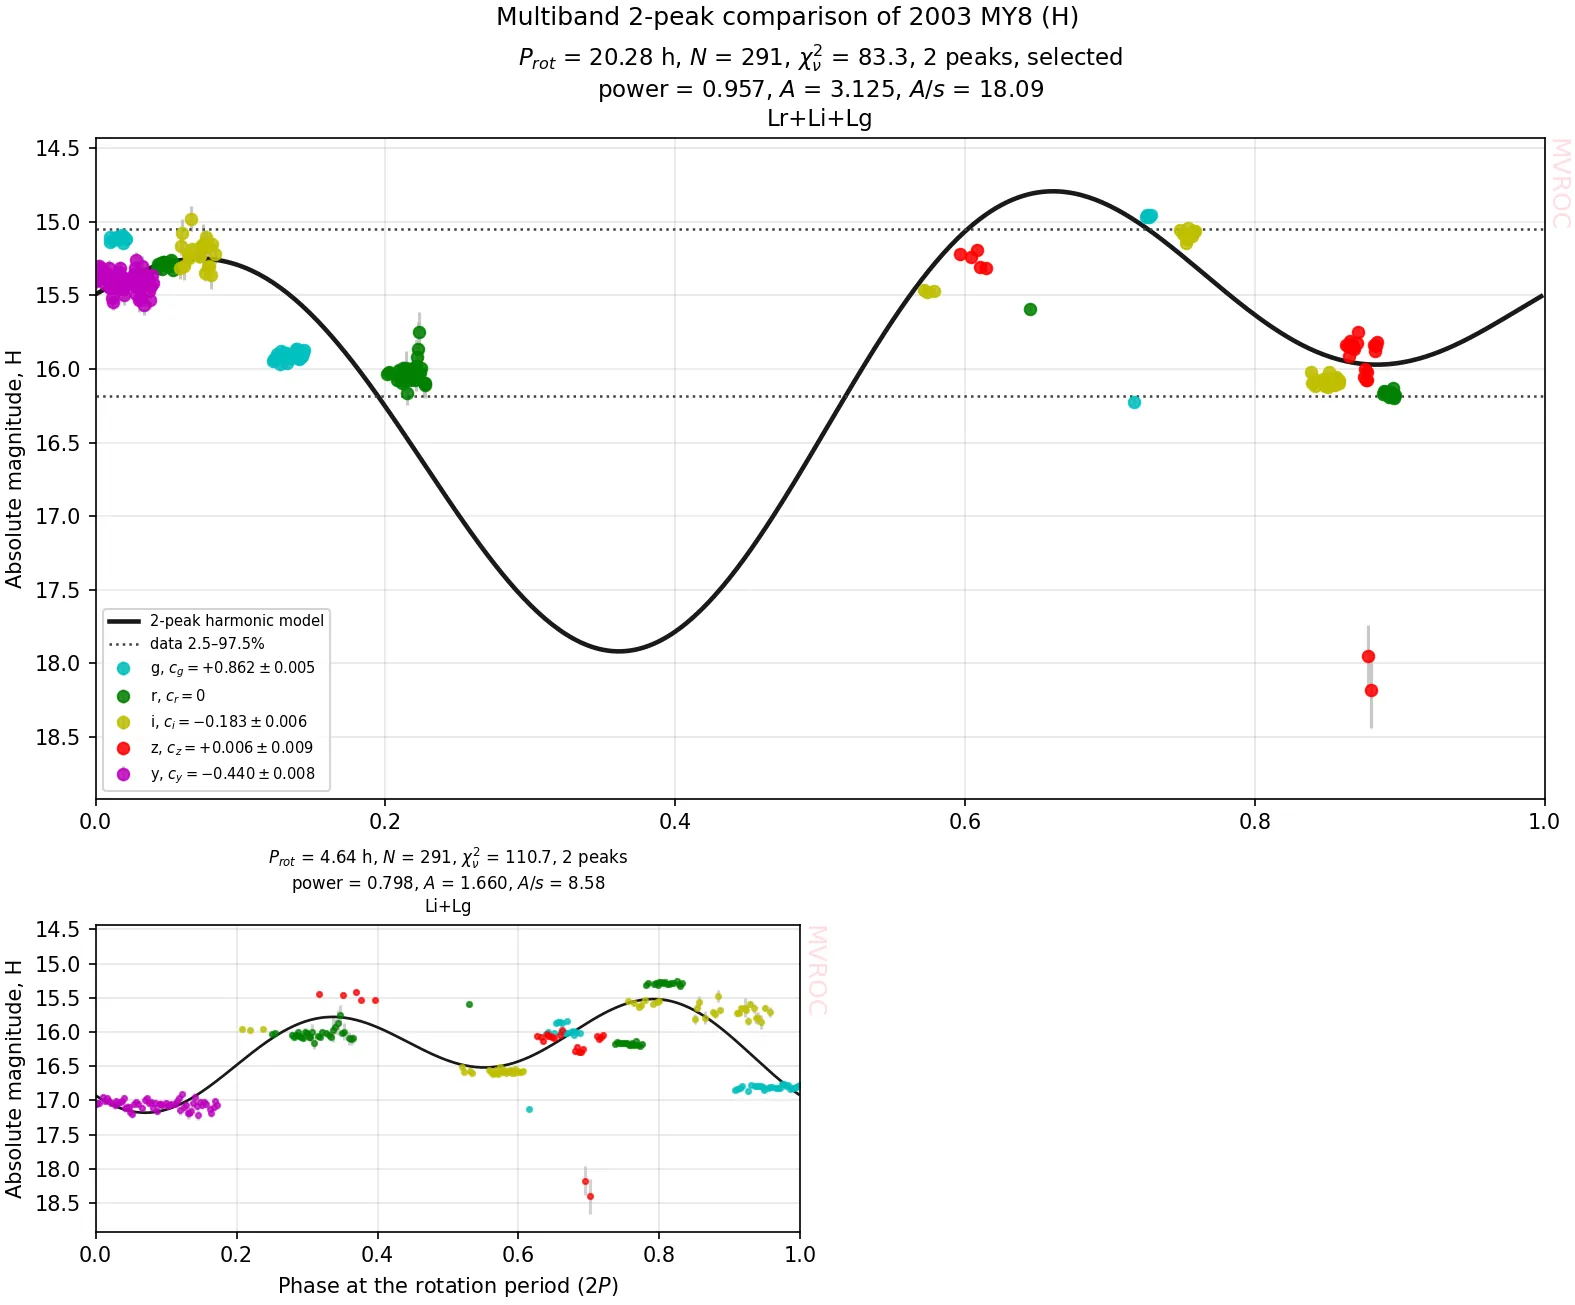 Multiband 2-peak comparison of 2003 MY8 (H)
P_rot = 20.28 h, N = 291, χ²_ν = 83.3, 2 peaks, selected
power = 0.957, A = 3.125, A/s = 18.09
Lr+Li+Lg
14.5
15.0
15.5
16.0
16.5
17.0
17.5
18.0
18.5
Absolute magnitude, H
MVROC
2-peak harmonic model
data 2.5–97.5%
g, c_g = +0.862 ± 0.005
r, c_r = 0
i, c_i = −0.183 ± 0.006
z, c_z = +0.006 ± 0.009
y, c_y = −0.440 ± 0.008
0.0 0.2 0.4 0.6 0.8 1.0
P_rot = 4.64 h, N = 291, χ²_ν = 110.7, 2 peaks
power = 0.798, A = 1.660, A/s = 8.58
Li+Lg
14.5
15.0
15.5
16.0
16.5
17.0
17.5
18.0
18.5
Absolute magnitude, H
MVROC
0.0 0.2 0.4 0.6 0.8 1.0
Phase at the rotation period (2P)